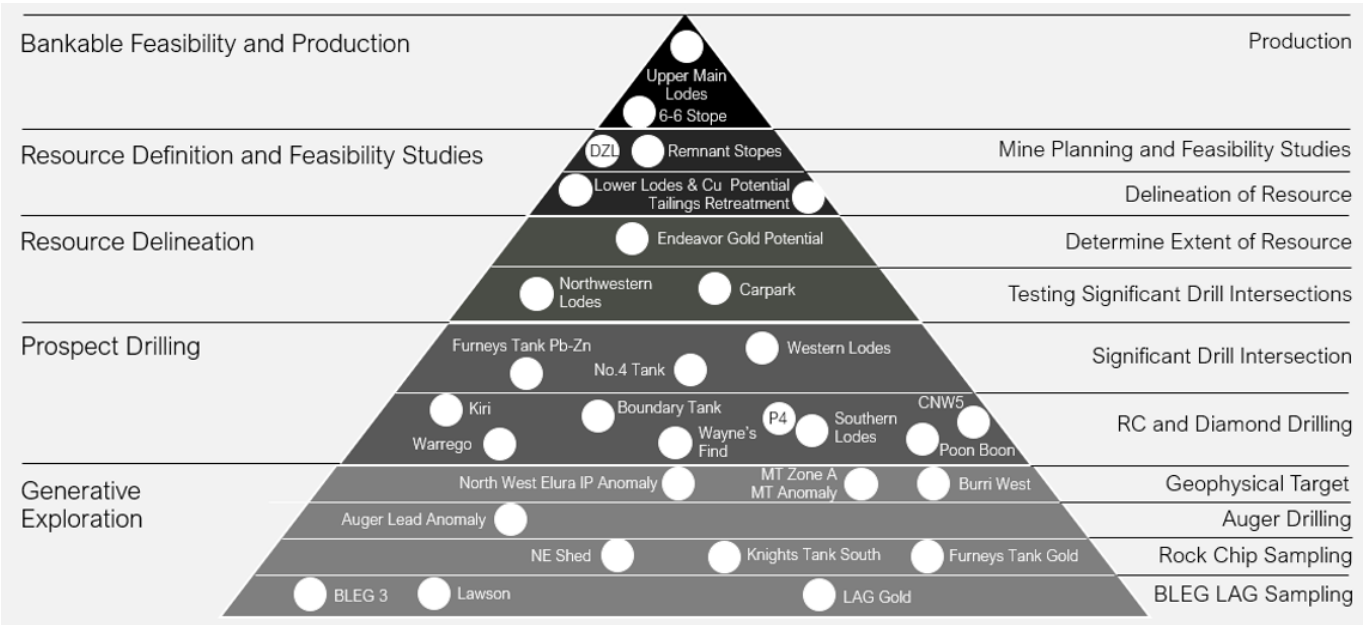 Bankable Feasibility and Production
Production
Upper Main
Lodes
6-6 Stope
Resource Definition and Feasibility Studies
DZL
Remnant Stopes
Mine Planning and Feasibility Studies
Lower Lodes & Cu Potential
Tailings Retreatment
Delineation of Resource
Resource Delineation
Endeavor Gold Potential
Determine Extent of Resource
Northwestern
Lodes
Carpark
Testing Significant Drill Intersections
Prospect Drilling
Furneys Tank Pb-Zn
No.4 Tank
Western Lodes
Significant Drill Intersection
Kiri
Warrego
Boundary Tank
Wayne's
Find
P4
Southern
Lodes
CNW5
Poon Boon
RC and Diamond Drilling
Generative
Exploration
North West Elura IP Anomaly
MT Zone A
MT Anomaly
Burri West
Geophysical Target
Auger Lead Anomaly
Auger Drilling
NE Shed
Knights Tank South
Furneys Tank Gold
Rock Chip Sampling
BLEG 3
Lawson
LAG Gold
BLEG LAG Sampling